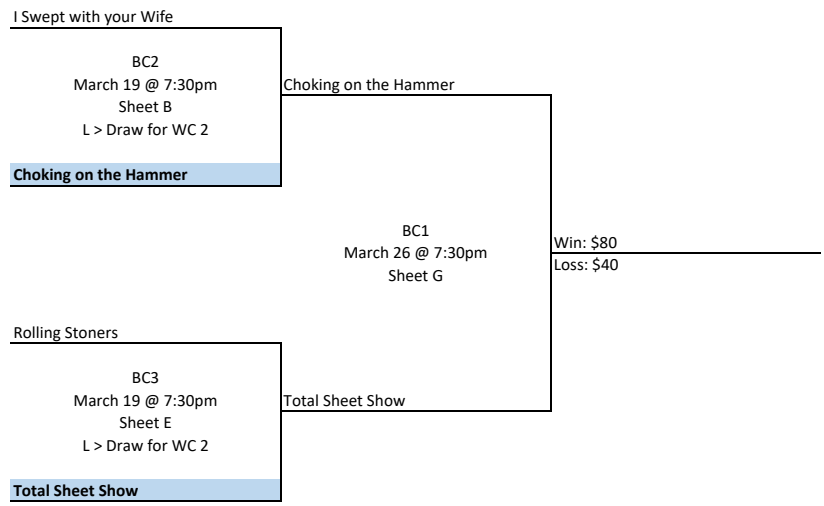 I Swept with your Wife
BC2
March 19 @ 7:30pm
Sheet B
L > Draw for WC 2
Choking on the Hammer
Choking on the Hammer
BC1
March 26 @ 7:30pm
Sheet G
Win: $80
Loss: $40
Rolling Stoners
BC3
March 19 @ 7:30pm
Sheet E
L > Draw for WC 2
Total Sheet Show
Total Sheet Show